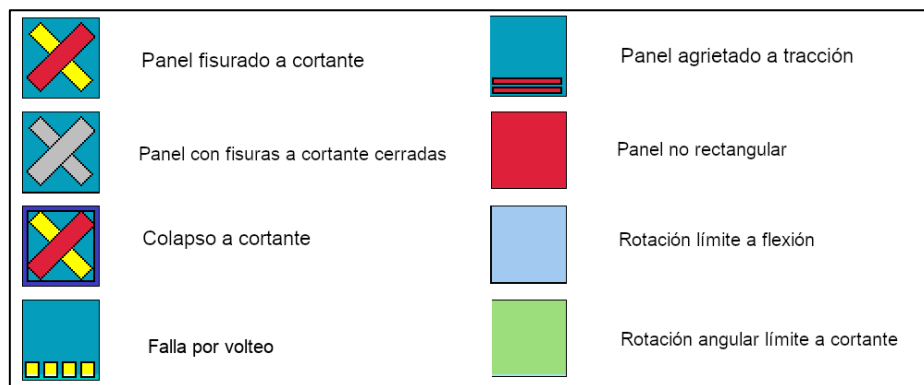 Panel fisurado a cortante
Panel agrietado a tracción
Panel con fisuras a cortante cerradas
Panel no rectangular
Colapso a cortante
Rotación límite a flexión
Falla por volteo
Rotación angular límite a cortante